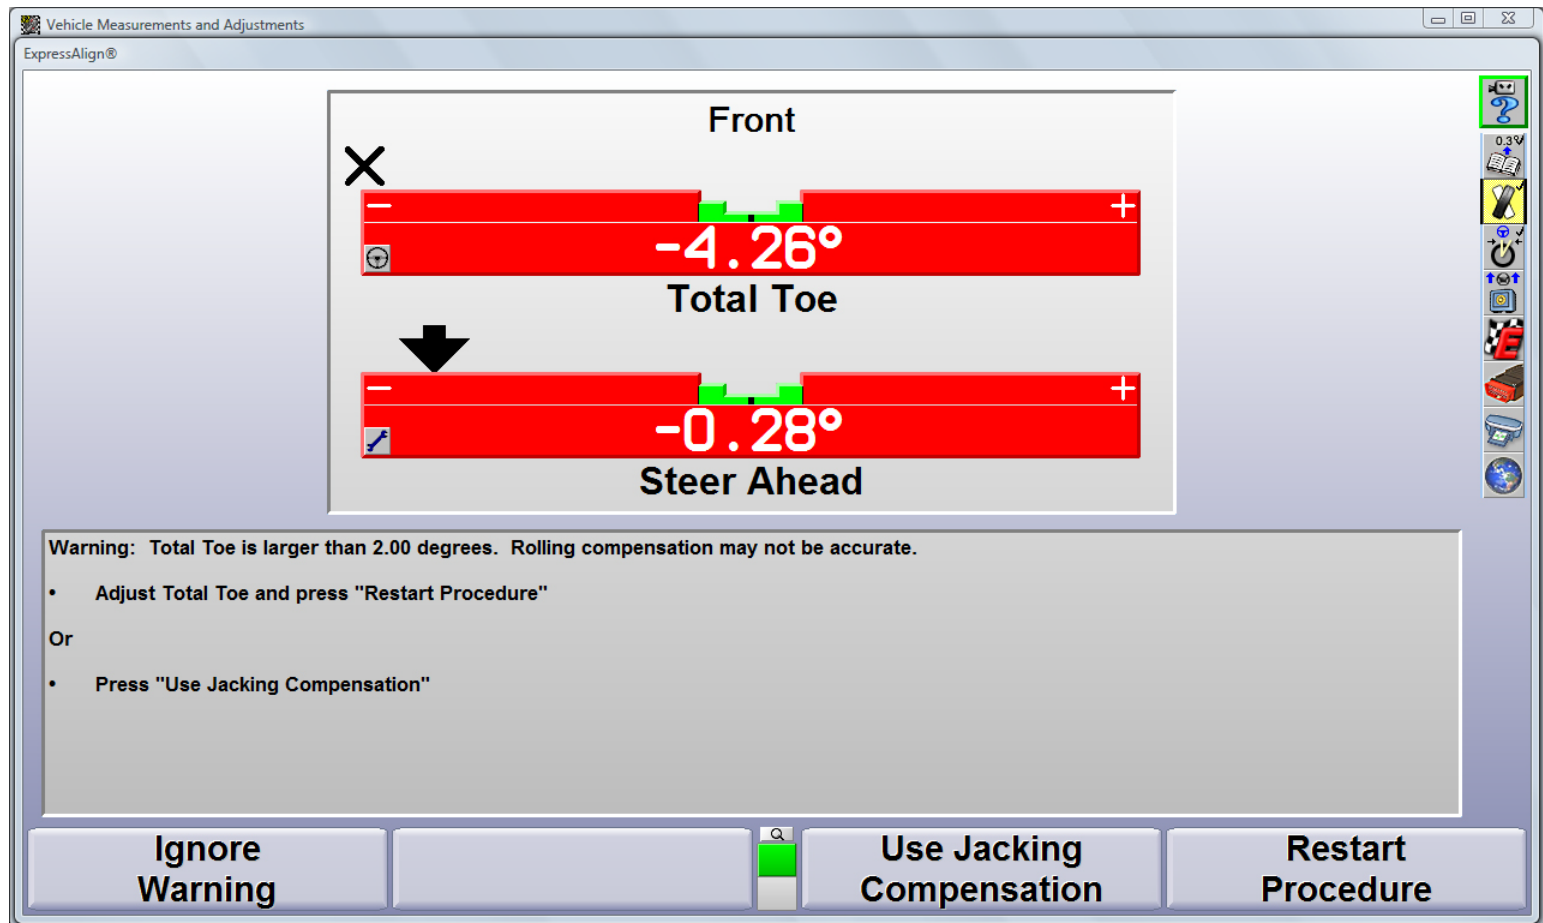 Vehicle Measurements and Adjustments
ExpressAlign®
Front
− +
-4.26°
Total Toe
− +
-0.28°
Steer Ahead
0.3
E
Warning:  Total Toe is larger than 2.00 degrees.  Rolling compensation may not be accurate.
• Adjust Total Toe and press "Restart Procedure"
Or
• Press "Use Jacking Compensation"
Ignore
Warning
Use Jacking
Compensation
Restart
Procedure